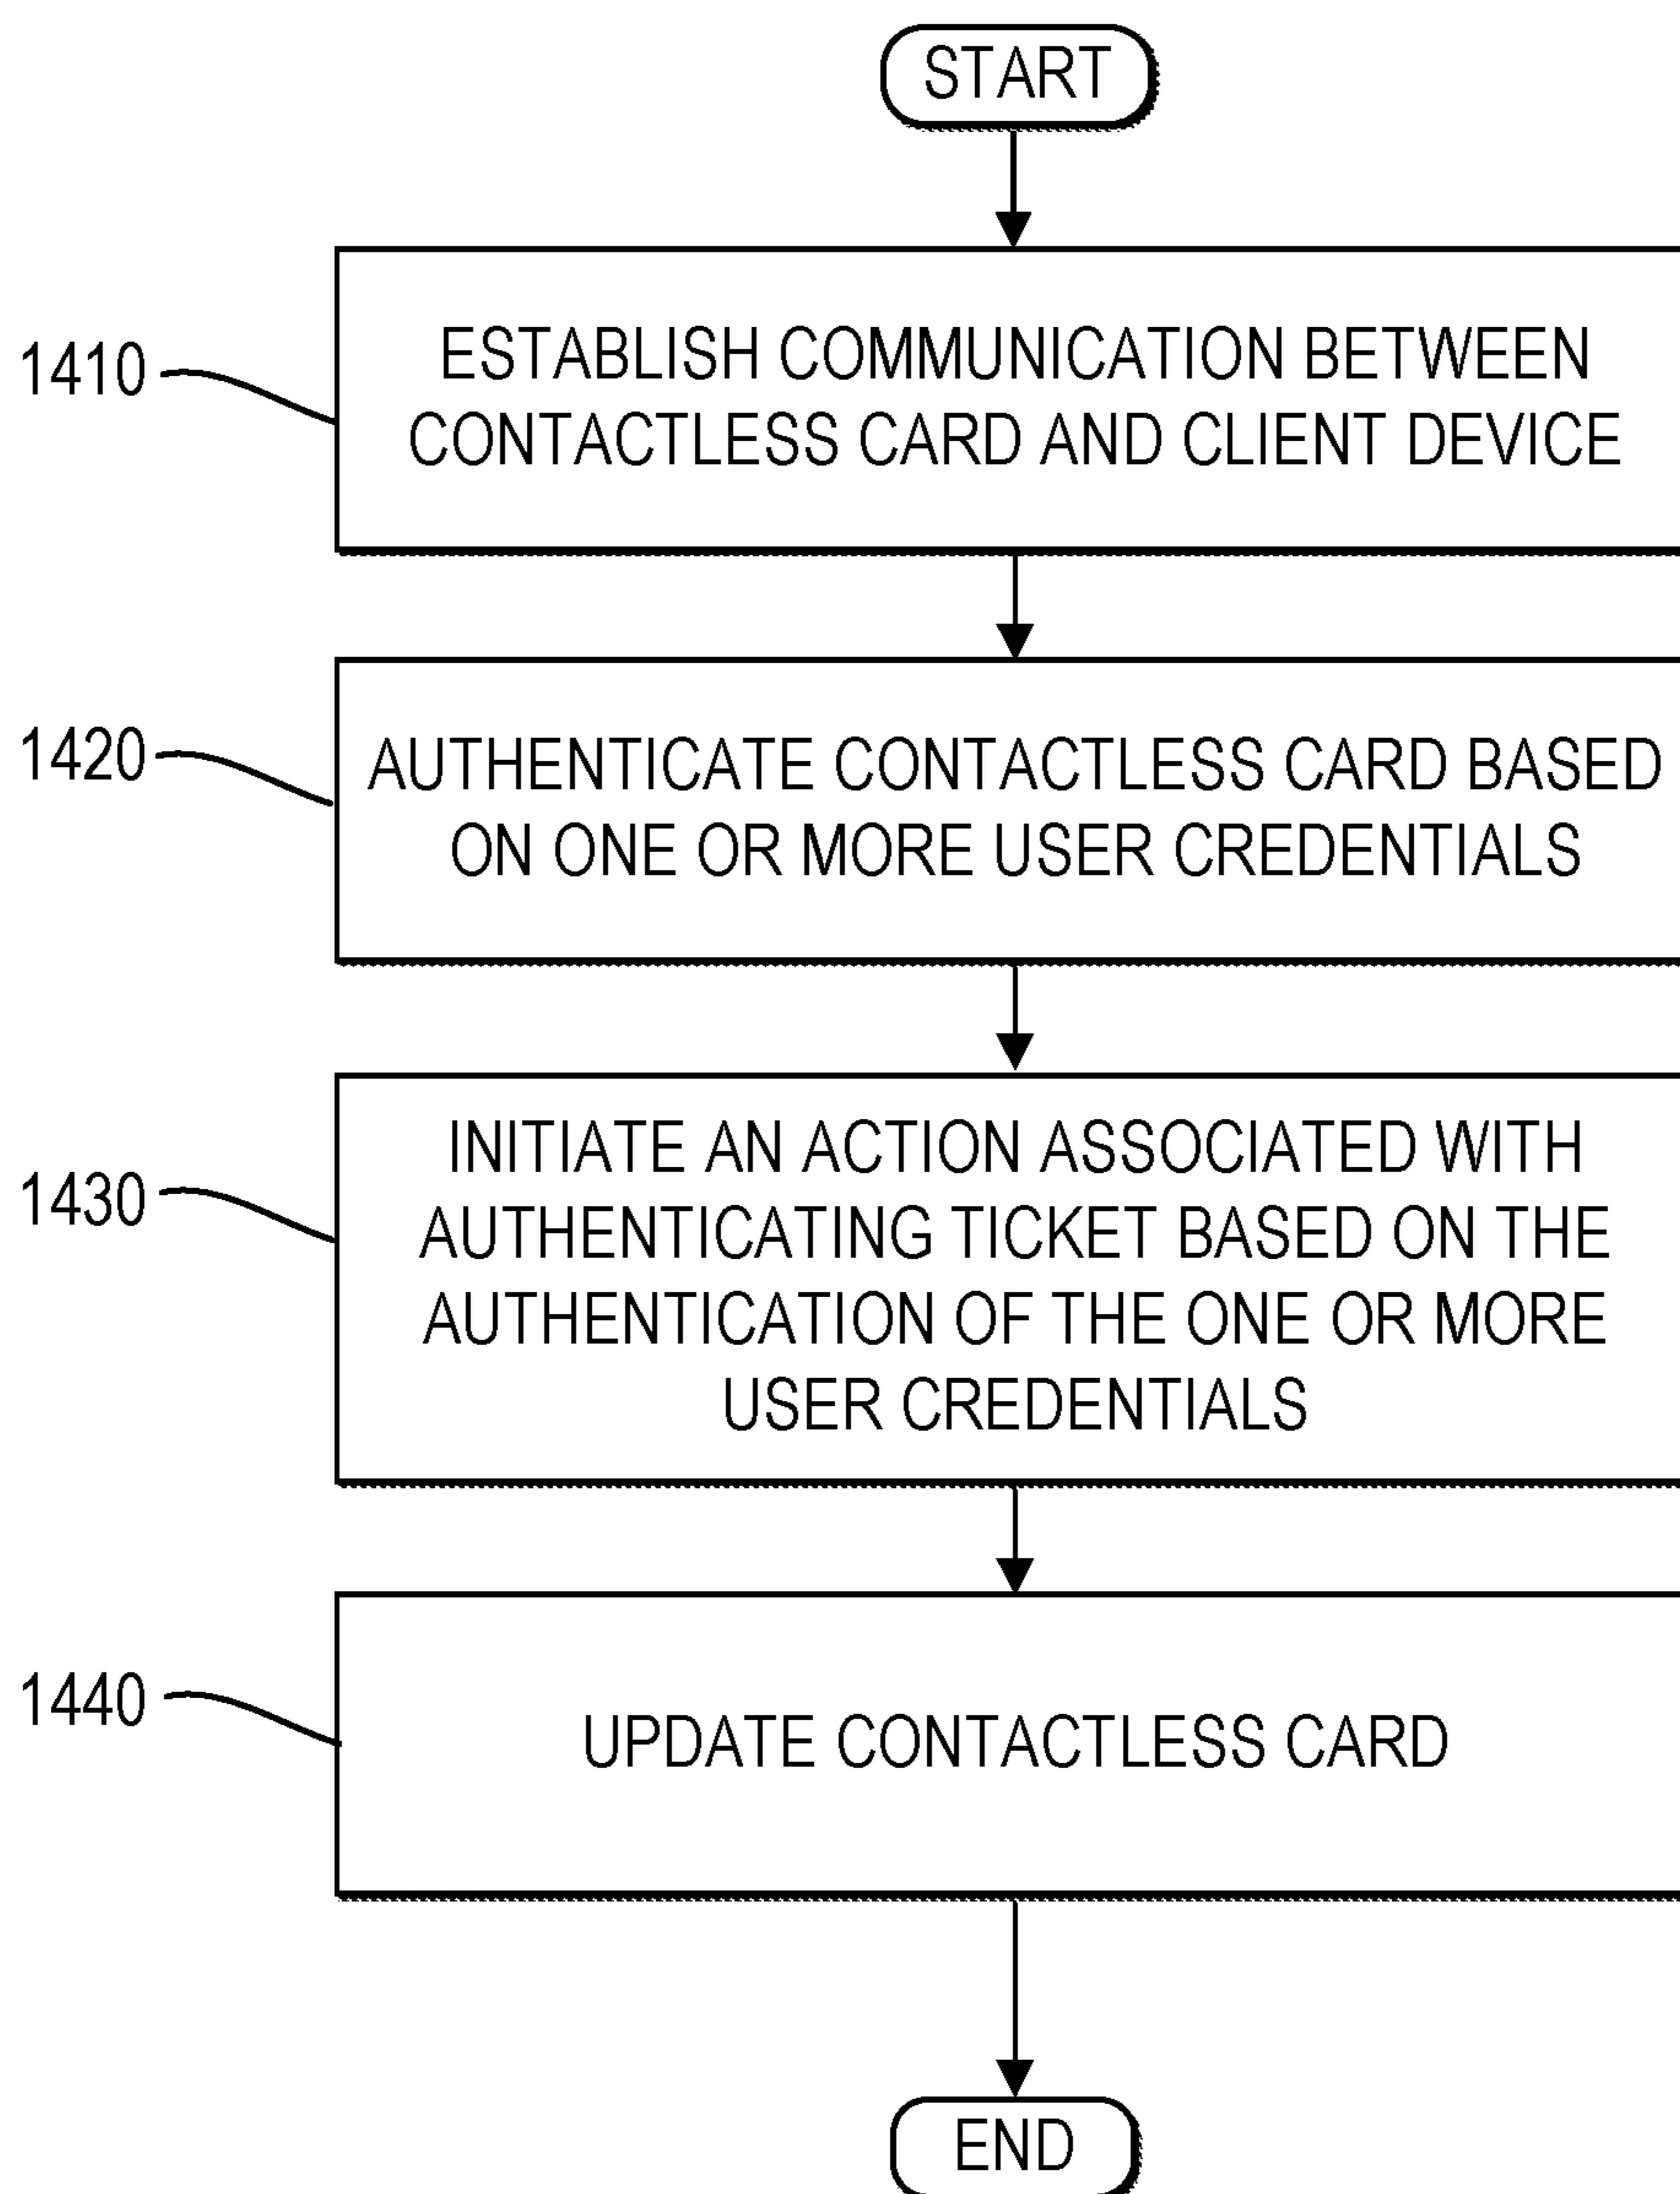 START
1410
ESTABLISH COMMUNICATION BETWEEN
CONTACTLESS CARD AND CLIENT DEVICE
1420
AUTHENTICATE CONTACTLESS CARD BASED
ON ONE OR MORE USER CREDENTIALS
1430
INITIATE AN ACTION ASSOCIATED WITH
AUTHENTICATING TICKET BASED ON THE
AUTHENTICATION OF THE ONE OR MORE
USER CREDENTIALS
1440
UPDATE CONTACTLESS CARD
END